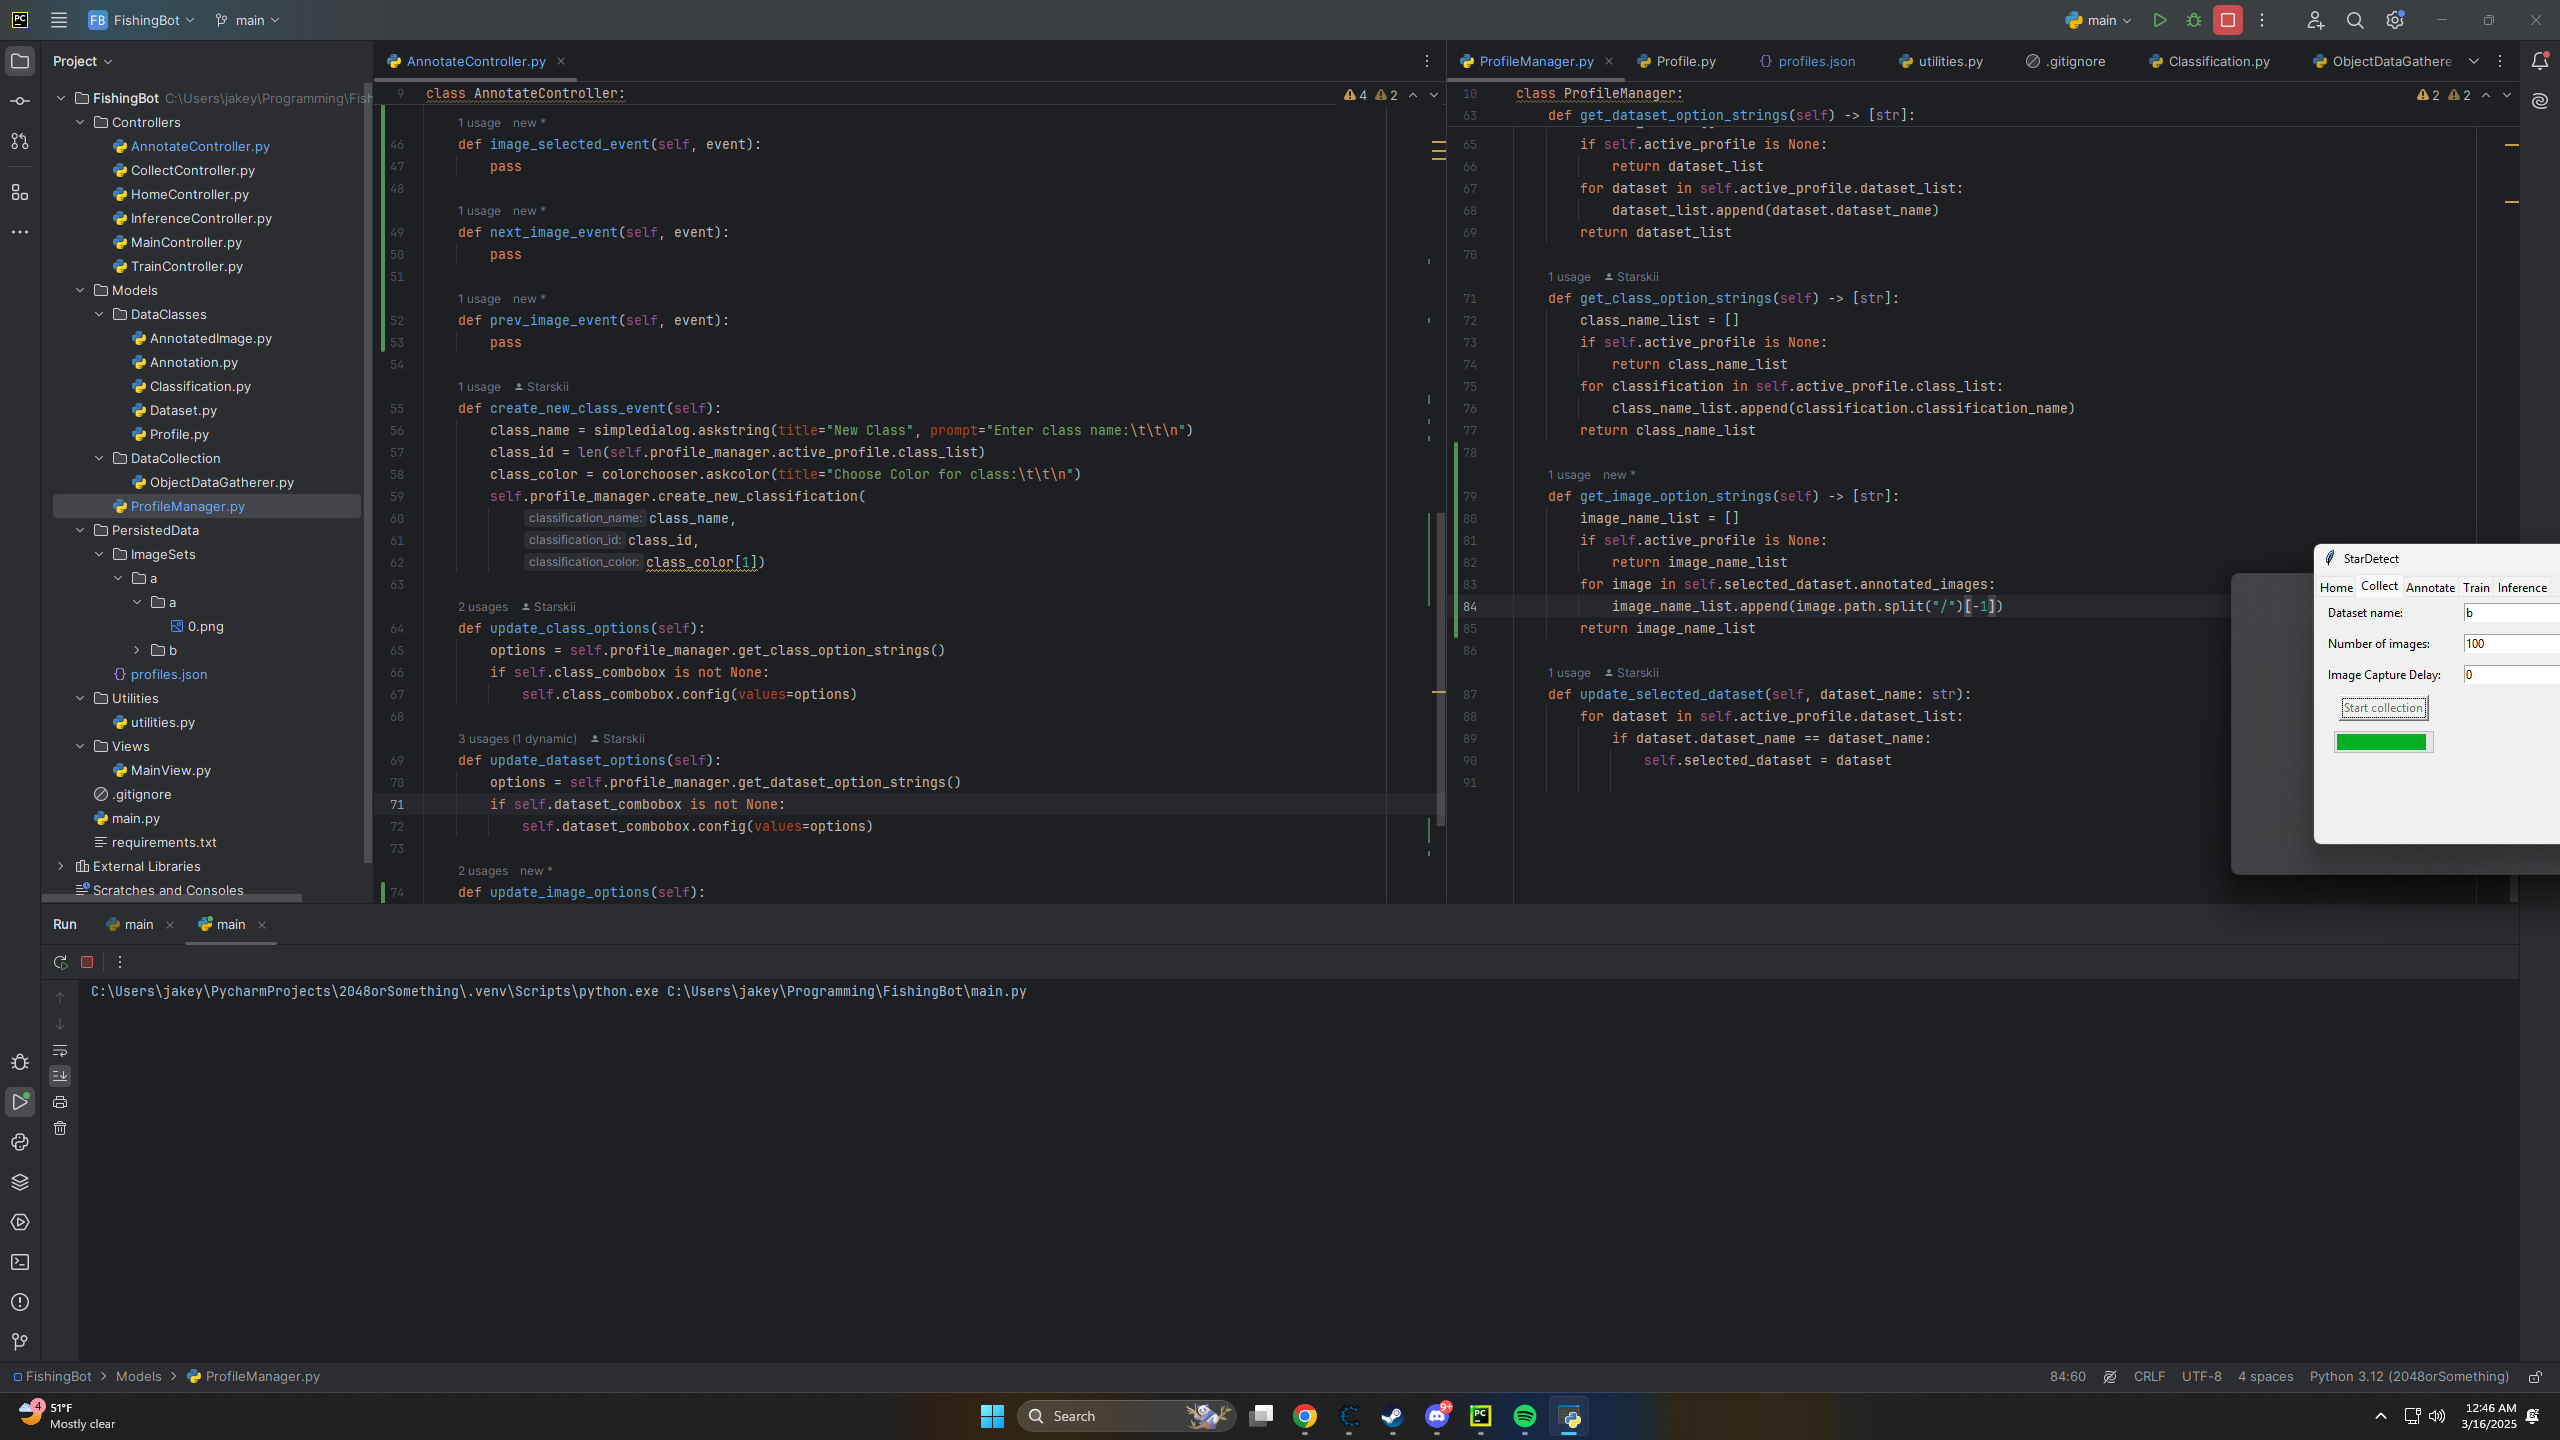 PC
FB FishingBot
main
main
Project
FishingBot C:\Users\jakey\Programming\Fish
Controllers
AnnotateController.py
CollectController.py
HomeController.py
InferenceController.py
MainController.py
TrainController.py
Models
DataClasses
AnnotatedImage.py
Annotation.py
Classification.py
Dataset.py
Profile.py
DataCollection
ObjectDataGatherer.py
ProfileManager.py
PersistedData
ImageSets
a
a
0.png
b
profiles.json
Utilities
utilities.py
Views
MainView.py
.gitignore
main.py
requirements.txt
External Libraries
Scratches and Consoles
AnnotateController.py
9 class AnnotateController:
4 2
1 usage new *
46 def image_selected_event(self, event):
47 pass
48
1 usage new *
49 def next_image_event(self, event):
50 pass
51
1 usage new *
52 def prev_image_event(self, event):
53 pass
54
1 usage Starskii
55 def create_new_class_event(self):
56 class_name = simpledialog.askstring(title="New Class", prompt="Enter class name:\t\t\n")
57 class_id = len(self.profile_manager.active_profile.class_list)
58 class_color = colorchooser.askcolor(title="Choose Color for class:\t\t\n")
59 self.profile_manager.create_new_classification(
60 classification_name: class_name,
61 classification_id: class_id,
62 classification_color: class_color[1])
63
2 usages Starskii
64 def update_class_options(self):
65 options = self.profile_manager.get_class_option_strings()
66 if self.class_combobox is not None:
67 self.class_combobox.config(values=options)
68
3 usages (1 dynamic) Starskii
69 def update_dataset_options(self):
70 options = self.profile_manager.get_dataset_option_strings()
71 if self.dataset_combobox is not None:
72 self.dataset_combobox.config(values=options)
73
2 usages new *
74 def update_image_options(self):
ProfileManager.py Profile.py profiles.json utilities.py .gitignore Classification.py ObjectDataGathere
10 class ProfileManager:
2 2
63 def get_dataset_option_strings(self) -> [str]:
65 if self.active_profile is None:
66 return dataset_list
67 for dataset in self.active_profile.dataset_list:
68 dataset_list.append(dataset.dataset_name)
69 return dataset_list
70
1 usage Starskii
71 def get_class_option_strings(self) -> [str]:
72 class_name_list = []
73 if self.active_profile is None:
74 return class_name_list
75 for classification in self.active_profile.class_list:
76 class_name_list.append(classification.classification_name)
77 return class_name_list
78
1 usage new *
79 def get_image_option_strings(self) -> [str]:
80 image_name_list = []
81 if self.active_profile is None:
82 return image_name_list
83 for image in self.selected_dataset.annotated_images:
84 image_name_list.append(image.path.split("/")[-1])
85 return image_name_list
86
1 usage Starskii
87 def update_selected_dataset(self, dataset_name: str):
88 for dataset in self.active_profile.dataset_list:
89 if dataset.dataset_name == dataset_name:
90 self.selected_dataset = dataset
91
StarDetect
Home Collect Annotate Train Inference
Dataset name: b
Number of images: 100
Image Capture Delay: 0
Start collection
Run main main
C:\Users\jakey\PycharmProjects\2048orSomething\.venv\Scripts\python.exe C:\Users\jakey\Programming\FishingBot\main.py
FishingBot Models ProfileManager.py
84:60 CRLF UTF-8 4 spaces Python 3.12 (2048orSomething)
4
51°F
Mostly clear
Search
9+
PC
12:46 AM
3/16/2025